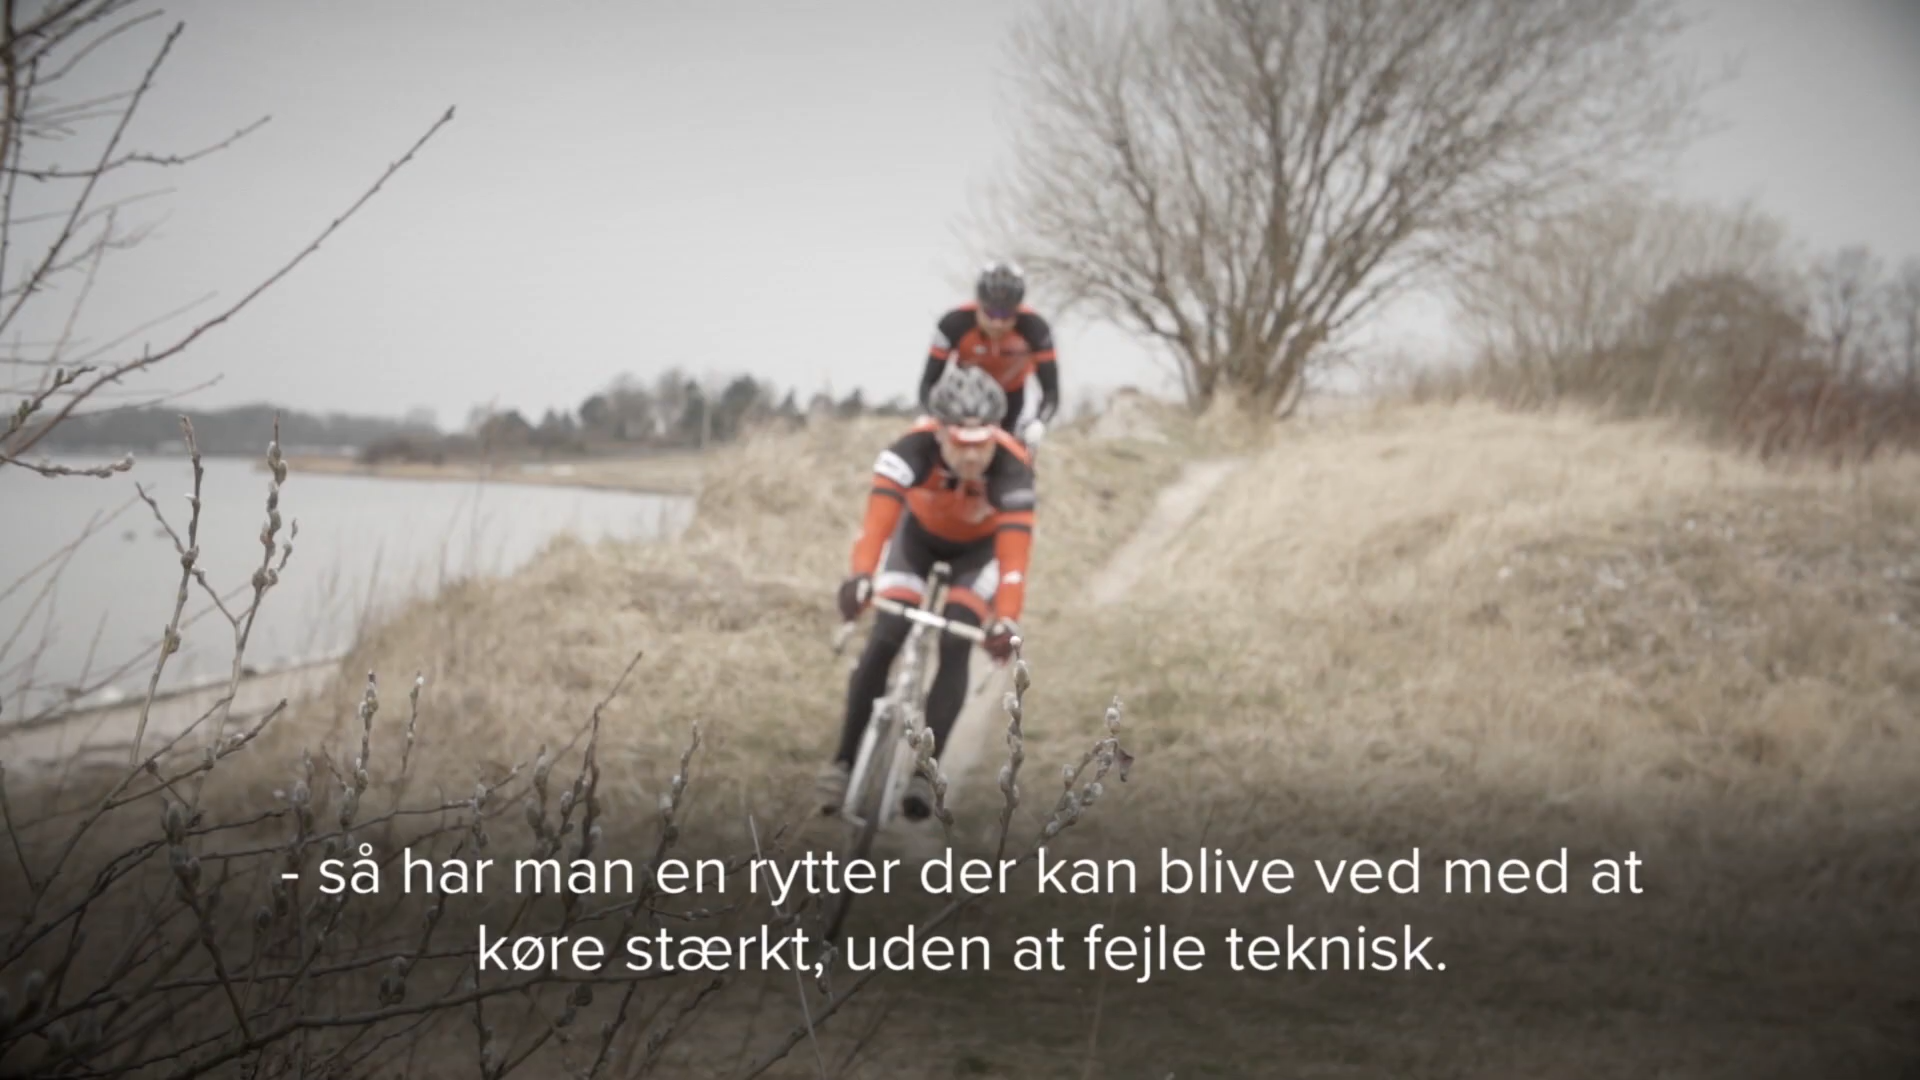 - så har man en rytter der kan blive ved med at
køre stærkt, uden at fejle teknisk.